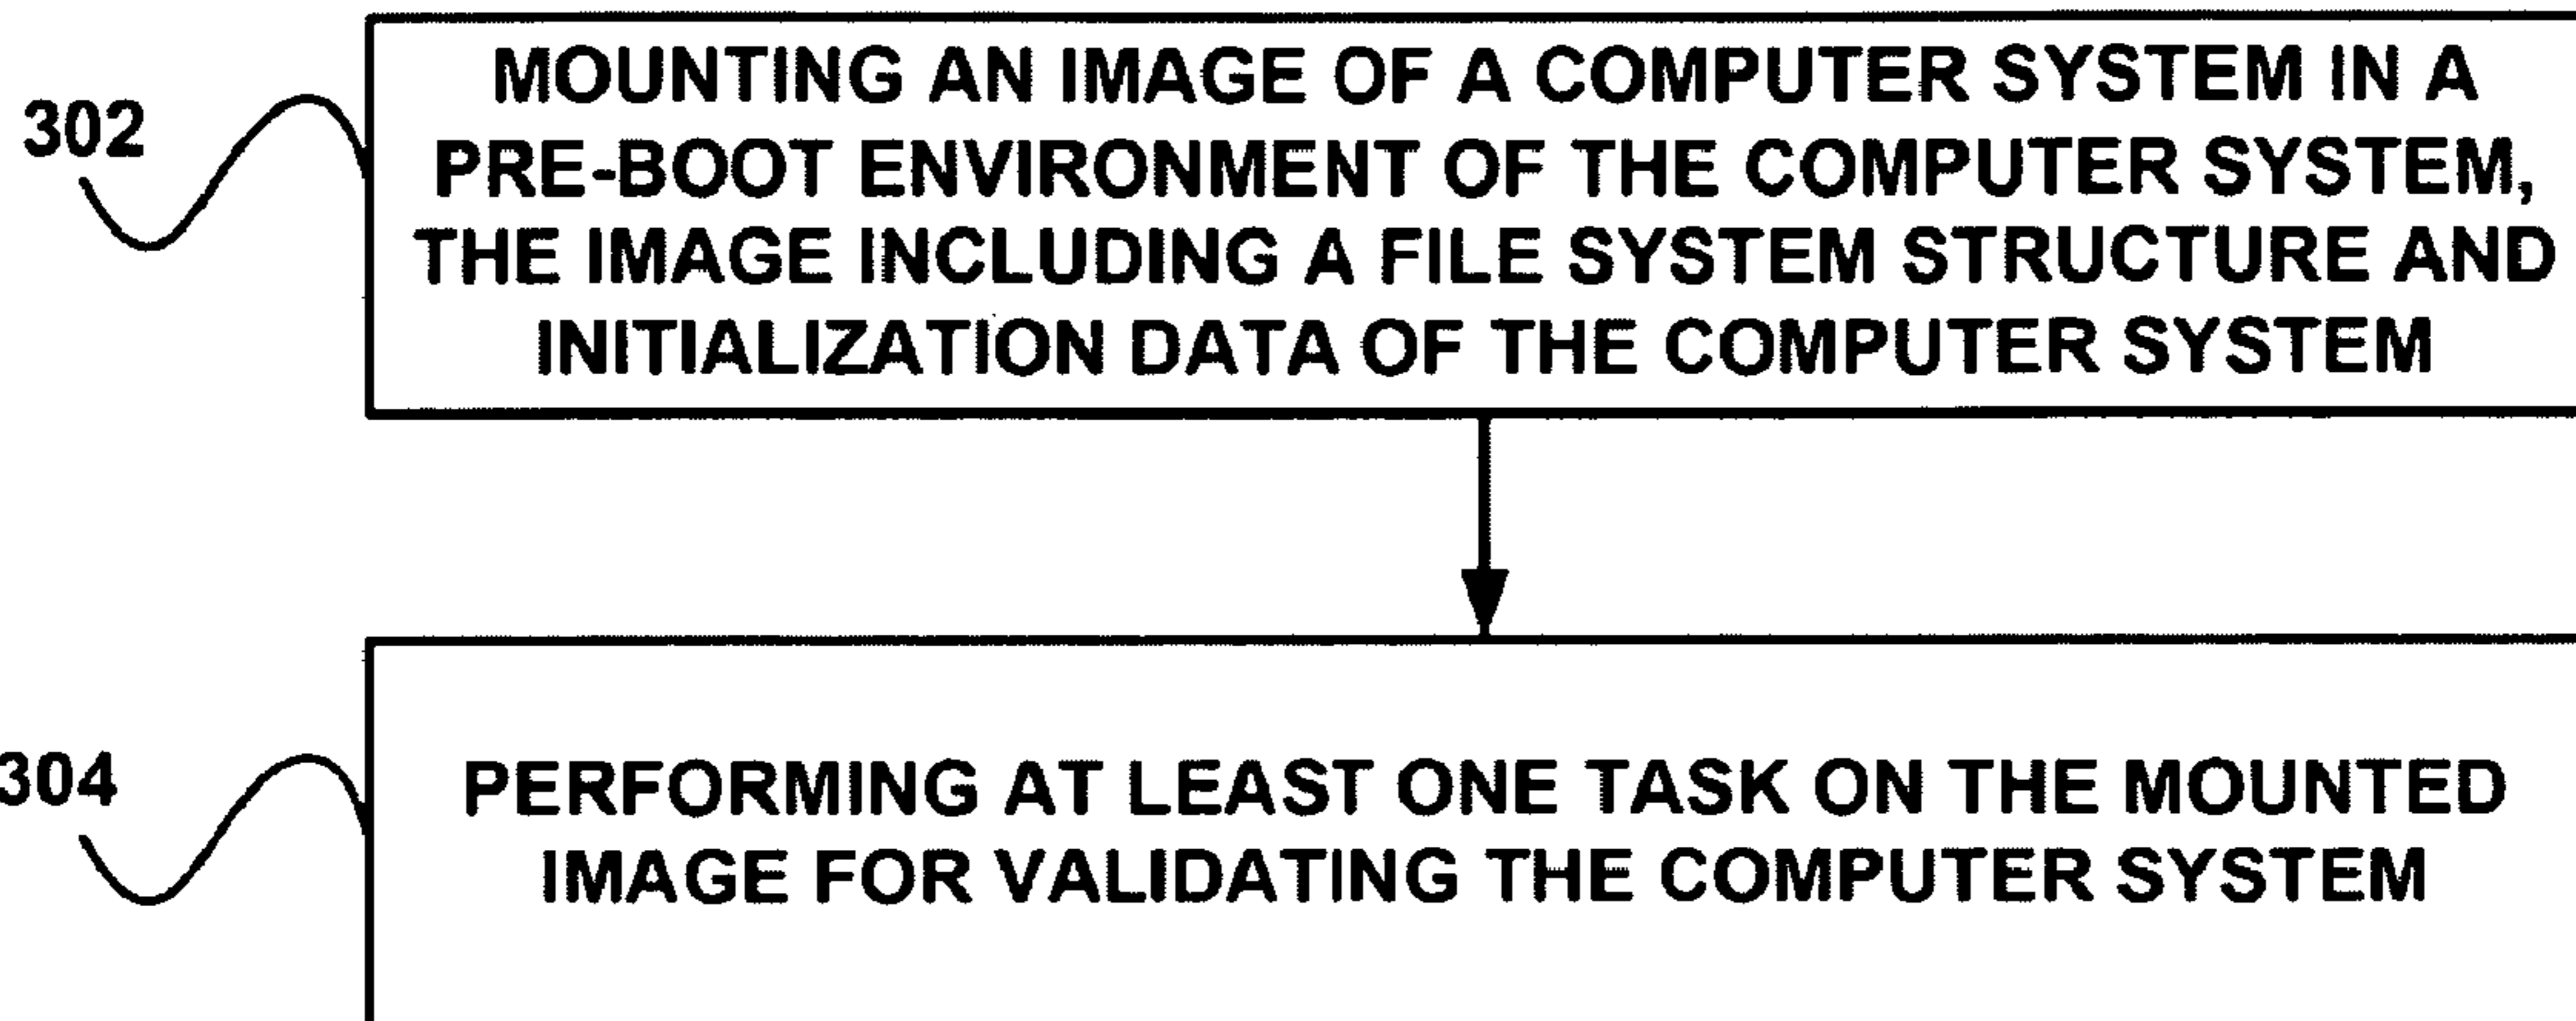 302
MOUNTING AN IMAGE OF A COMPUTER SYSTEM IN A
PRE-BOOT ENVIRONMENT OF THE COMPUTER SYSTEM,
THE IMAGE INCLUDING A FILE SYSTEM STRUCTURE AND
INITIALIZATION DATA OF THE COMPUTER SYSTEM
304
PERFORMING AT LEAST ONE TASK ON THE MOUNTED
IMAGE FOR VALIDATING THE COMPUTER SYSTEM